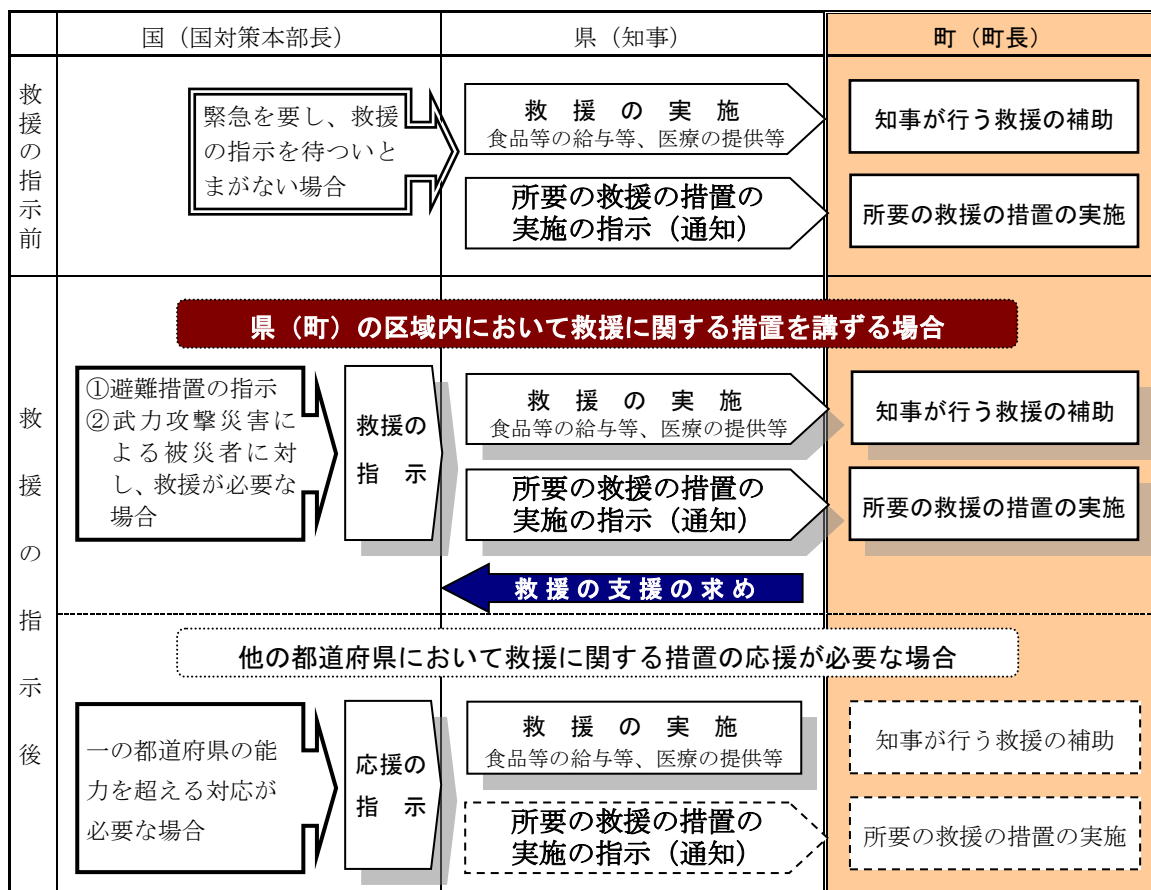 国（国対策本部長）
県（知事）
町（町長）
救援の指示前
緊急を要し、救援
の指示を待ついと
まがない場合
救援の実施
食品等の給与等、医療の提供等
知事が行う救援の補助
所要の救援の措置の
実施の指示（通知）
所要の救援の措置の実施
救援の指示後
県（町）の区域内において救援に関する措置を講ずる場合
①避難措置の指示
②武力攻撃災害に
よる被災者に対
し、救援が必要な
場合
救援の
指示
救援の実施
食品等の給与等、医療の提供等
知事が行う救援の補助
所要の救援の措置の
実施の指示（通知）
所要の救援の措置の実施
救援の支援の求め
他の都道府県において救援に関する措置の応援が必要な場合
一の都道府県の能
力を超える対応が
必要な場合
応援の
指示
救援の実施
食品等の給与等、医療の提供等
知事が行う救援の補助
所要の救援の措置の
実施の指示（通知）
所要の救援の措置の実施